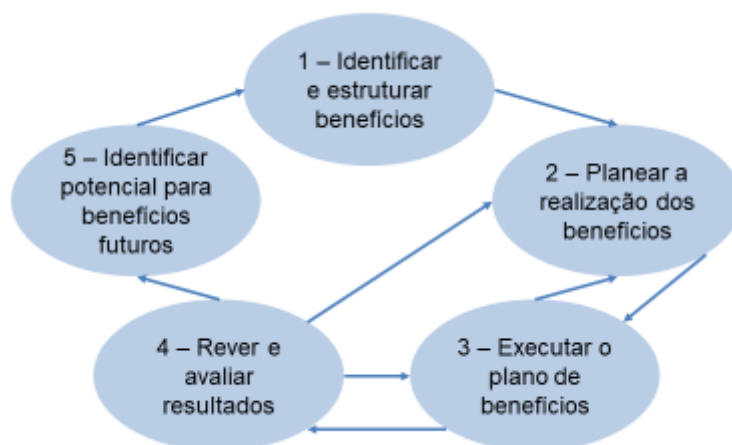 1 – Identificar
e estruturar
benefícios
2 – Planear a
realização dos
benefícios
3 – Executar o
plano de
benefícios
4 – Rever e
avaliar
resultados
5 – Identificar
potencial para
benefícios
futuros